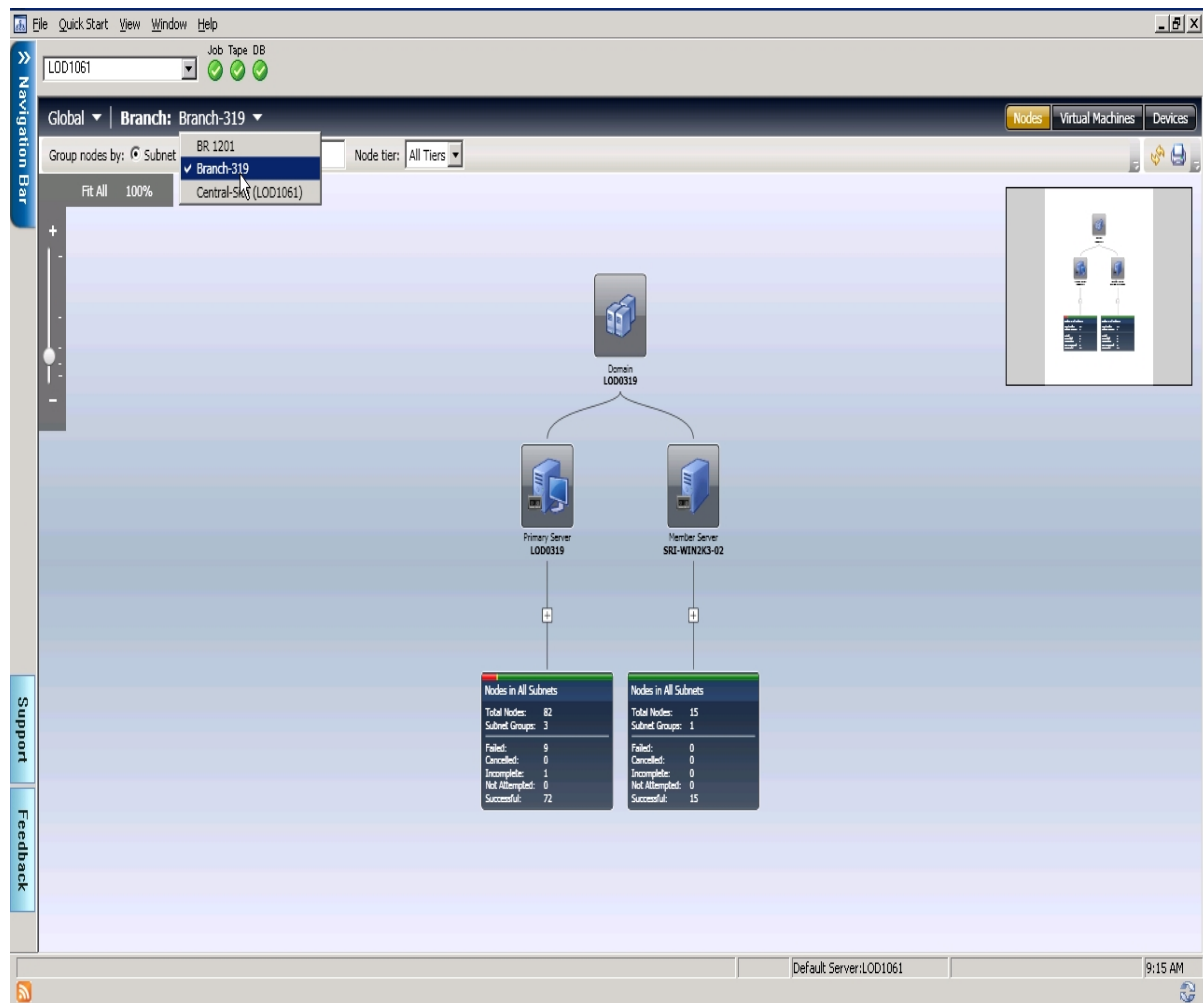 File Quick Start View Window Help
LOD1061
Job Tape DB
Global Branch: Branch-319
Nodes Virtual Machines Devices
Group nodes by: Subnet
Node tier: All Tiers
BR 1201
Branch-319
(LOD1061)
Fit All 100%
Navigation Bar
Domain
LOD0319
Primary Server
LOD0319
Member Server
SRI-WIN2K3-02
Nodes in All Subnets
Total Nodes: 82
Subnet Groups: 3
Failed: 9
Cancelled: 0
Incomplete: 1
Not Attempted: 0
Successful: 72
Nodes in All Subnets
Total Nodes: 15
Subnet Groups: 1
Failed: 0
Cancelled: 0
Incomplete: 0
Not Attempted: 0
Successful: 15
Support
Feedback
Default Server:LOD1061
9:15 AM